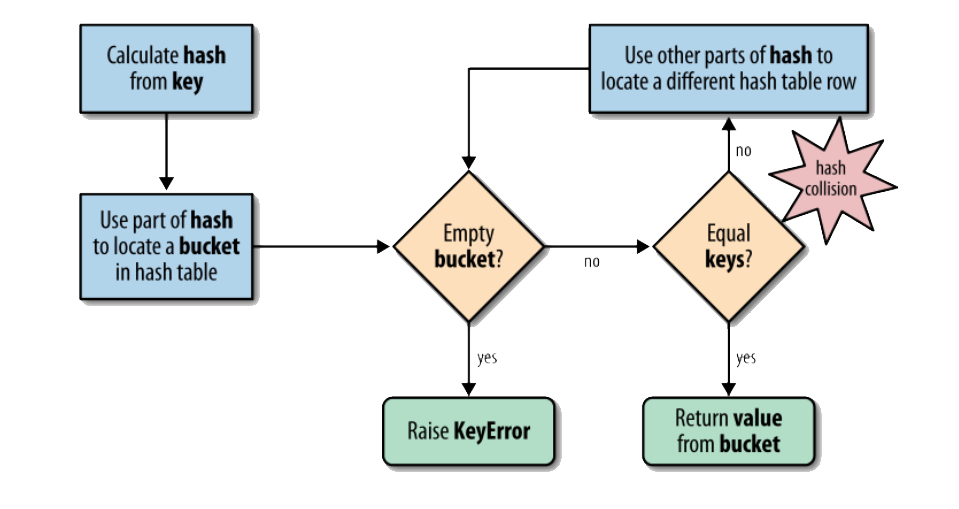 Calculate hash
from key
Use part of hash
to locate a bucket
in hash table
Empty
bucket?
yes
Raise KeyError
no
Equal
keys?
yes
Return value
from bucket
no
hash
collision
Use other parts of hash to
locate a different hash table row